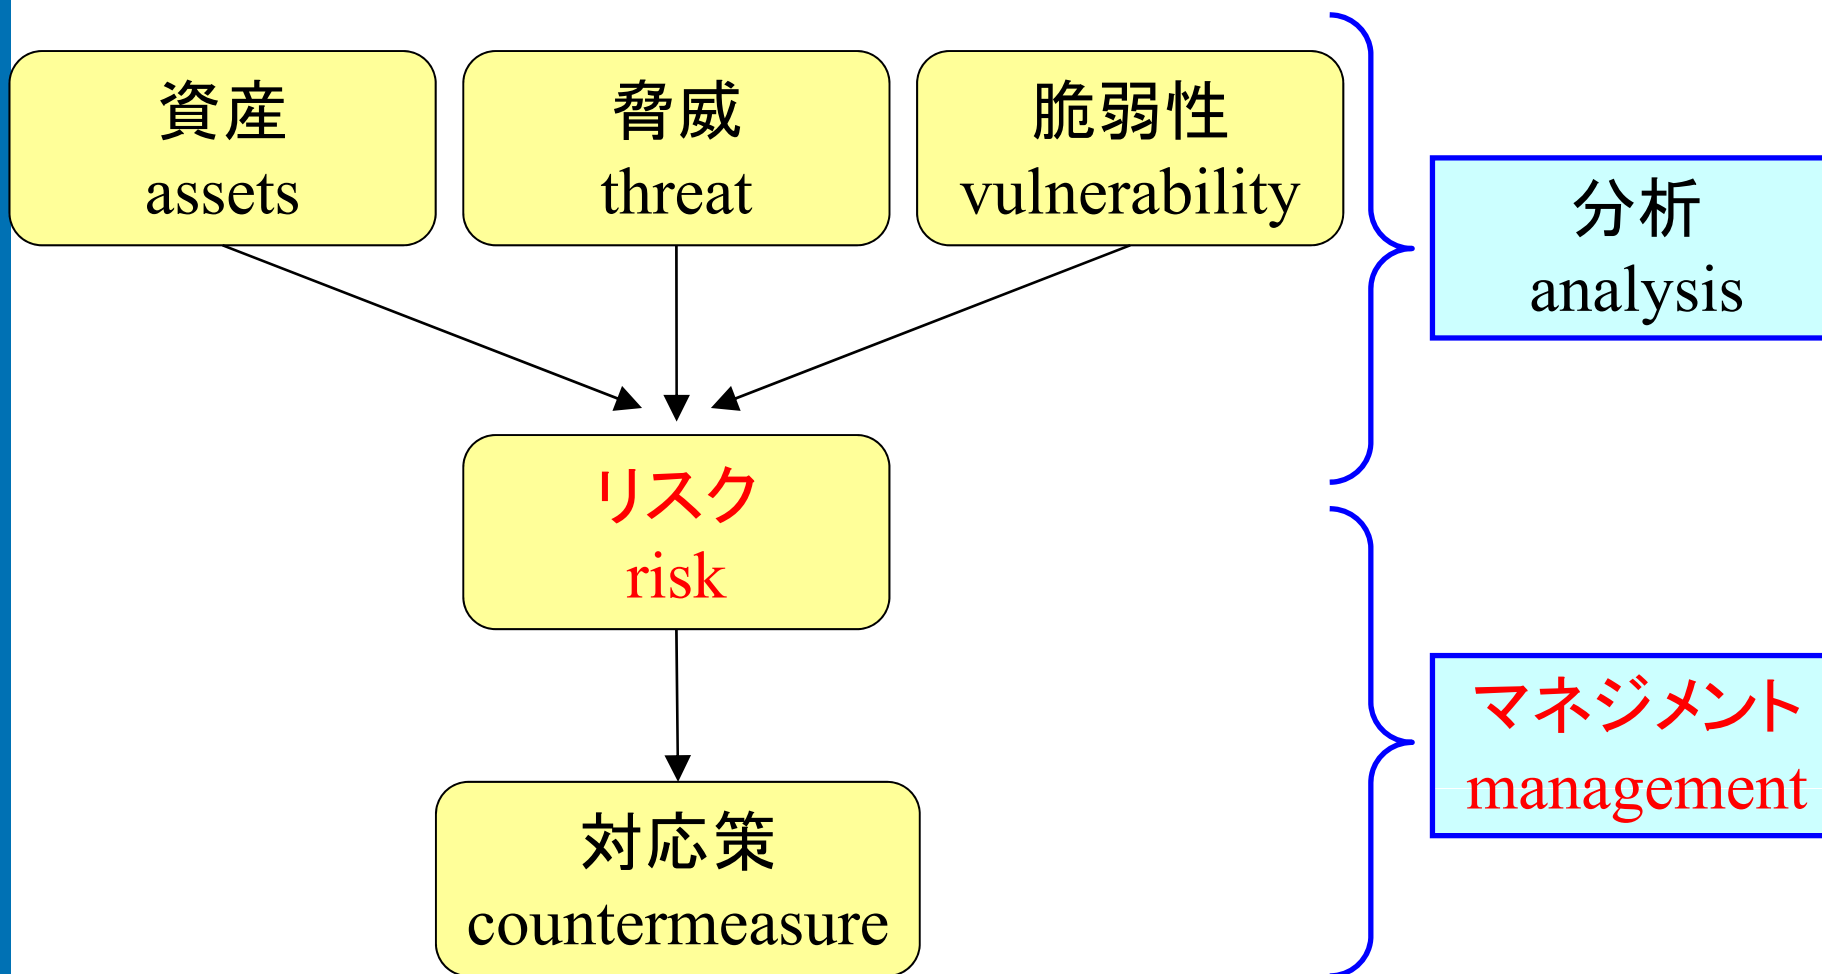 資産
assets
脅威
threat
脆弱性
vulnerability
分析
analysis
リスク
risk
マネジメント
management
対応策
countermeasure